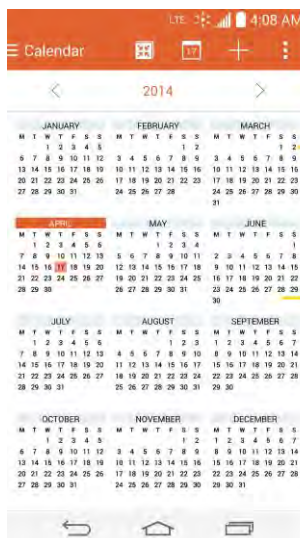 LTE 4:08 AM
Calendar 17
2014
JANUARY FEBRUARY MARCH
M T W T F S S M T W T F S S M T W T F S S
1 2 3 4 5 1 2 1 2
6 7 8 9 10 11 12 3 4 5 6 7 8 9 3 4 5 6 7 8 9
13 14 15 16 17 18 19 10 11 12 13 14 15 16 10 11 12 13 14 15 16
20 21 22 23 24 25 26 17 18 19 20 21 22 23 17 18 19 20 21 22 23
27 28 29 30 31 24 25 26 27 28 24 25 26 27 28 29 30
31
APRIL MAY JUNE
M T W T F S S M T W T F S S M T W T F S S
1 2 3 4 5 6 1 2 3 4 1
7 8 9 10 11 12 13 5 6 7 8 9 10 11 2 3 4 5 6 7 8
14 15 16 17 18 19 20 12 13 14 15 16 17 18 9 10 11 12 13 14 15
21 22 23 24 25 26 27 19 20 21 22 23 24 25 16 17 18 19 20 21 22
28 29 30 26 27 28 29 30 31 23 24 25 26 27 28 29
30
JULY AUGUST SEPTEMBER
M T W T F S S M T W T F S S M T W T F S S
1 2 3 4 5 6 1 2 3 1 2 3 4 5 6 7
7 8 9 10 11 12 13 4 5 6 7 8 9 10 8 9 10 11 12 13 14
14 15 16 17 18 19 20 11 12 13 14 15 16 17 15 16 17 18 19 20 21
21 22 23 24 25 26 27 18 19 20 21 22 23 24 22 23 24 25 26 27 28
28 29 30 31 25 26 27 28 29 30 31 29 30
OCTOBER NOVEMBER DECEMBER
M T W T F S S M T W T F S S M T W T F S S
1 2 3 4 5 1 2 1 2 3 4 5 6 7
6 7 8 9 10 11 12 3 4 5 6 7 8 9 8 9 10 11 12 13 14
13 14 15 16 17 18 19 10 11 12 13 14 15 16 15 16 17 18 19 20 21
20 21 22 23 24 25 26 17 18 19 20 21 22 23 22 23 24 25 26 27 28
27 28 29 30 31 24 25 26 27 28 29 30 29 30 31